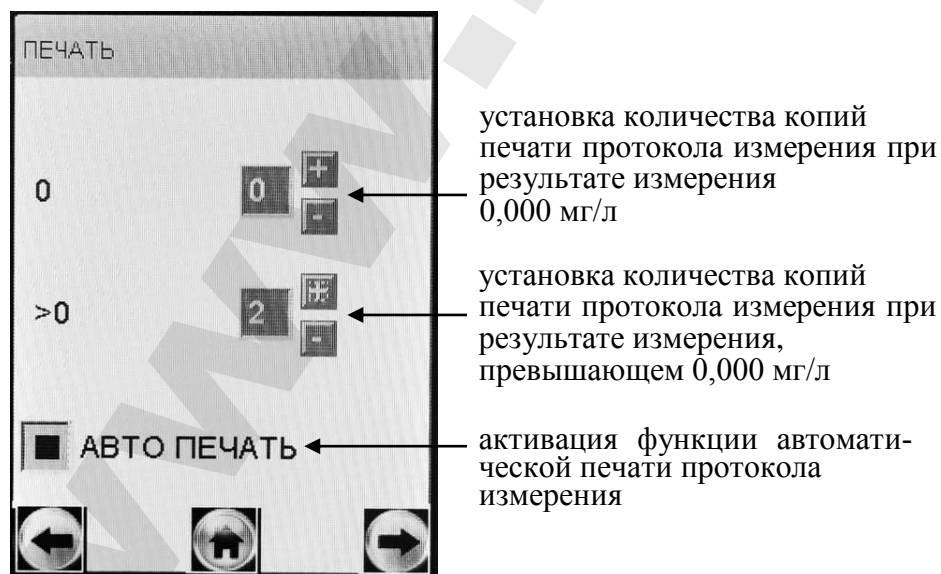 ПЕЧАТЬ
0
0
+
-
установка количества копий
печати протокола измерения при
результате измерения
0,000 мг/л
>0
2
+
-
установка количества копий
печати протокола измерения при
результате измерения,
превышающем 0,000 мг/л
АВТО ПЕЧАТЬ
активация функции автомати-
ческой печати протокола
измерения